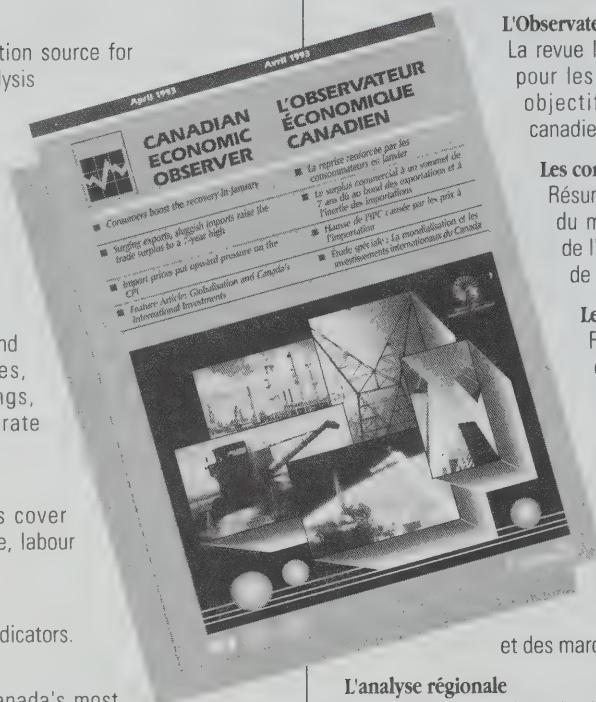 tion source for
lysis
nd
es,
ngs,
rate
s cover
e, labour
dicators.
anada's most
April 1993
Avril 1993
CANADIAN
ECONOMIC
OBSERVER
L'OBSERVATEUR
ÉCONOMIQUE
CANADIEN
Consumers boost the recovery in January
Surging exports, sluggish imports raise the
trade surplus to a 7-year high
Import prices put upward pressure on the
CPI
Feature Article: Globalisation and Canada's
International Investments
La reprise renforcée par les
consommateurs en janvier
Le surplus commercial à un sommet de
7 ans dû au bond des exportations et à
l'inertie des importations
Hausse de l'IPC causée par les prix à
l'importation
Étude spéciale : La mondialisation et les
investissements internationaux du Canada
L'Observate
La revue
pour les
objectif
canadie
Les co
Résu
du m
de l'
de
Le
et des marc
L'analyse régionale